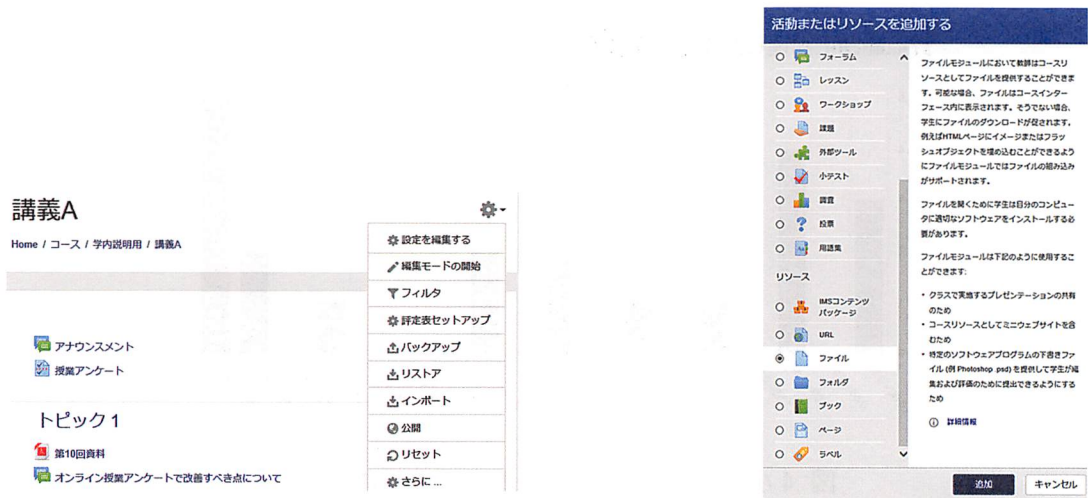 講義A
Home / コース / 学内説明用 / 講義A
アナウンスメント
授業アンケート
トピック 1
第10回資料
オンライン授業アンケートで改善すべき点について
設定を編集する
編集モードの開始
フィルタ
評定表セットアップ
バックアップ
リストア
インポート
公開
リセット
さらに ...
活動またはリソースを追加する
フォーラム
レッスン
ワークショップ
課題
外部ツール
小テスト
調査
投票
用語集
リソース
IMSコンテンツ
パッケージ
URL
ファイル
フォルダ
ブック
ページ
ラベル
ファイルモジュールにおいて教師はコースリ
ソースとしてファイルを提供することができま
す。可能な場合、ファイルはコースインター
フェース内に表示されます。そうでない場合、
学生にファイルのダウンロードが促されます。
例えばHTMLページにイメージまたはフラッ
シュオブジェクトを埋め込むことができるよう
にファイルモジュールではファイルの組み込み
がサポートされます。
ファイルを開くために学生は自分のコンピュー
タに適切なソフトウェアをインストールする必
要があります。
ファイルモジュールは下記のように使用するこ
とができます:
• クラスで実施するプレゼンテーションの共有
のため
• コースリソースとしてミニウェブサイトを含
むため
• 特定のソフトウェアプログラムの下書きファ
イル (例 Photoshop .psd) を提供して学生が編
集および評価のために提出できるようにする
ため
詳細情報
追加
キャンセル